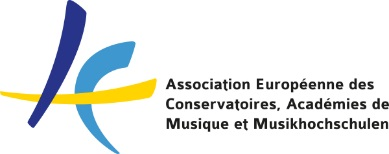 Association Européenne des
Conservatoires, Académies de
Musique et Musikhochschulen